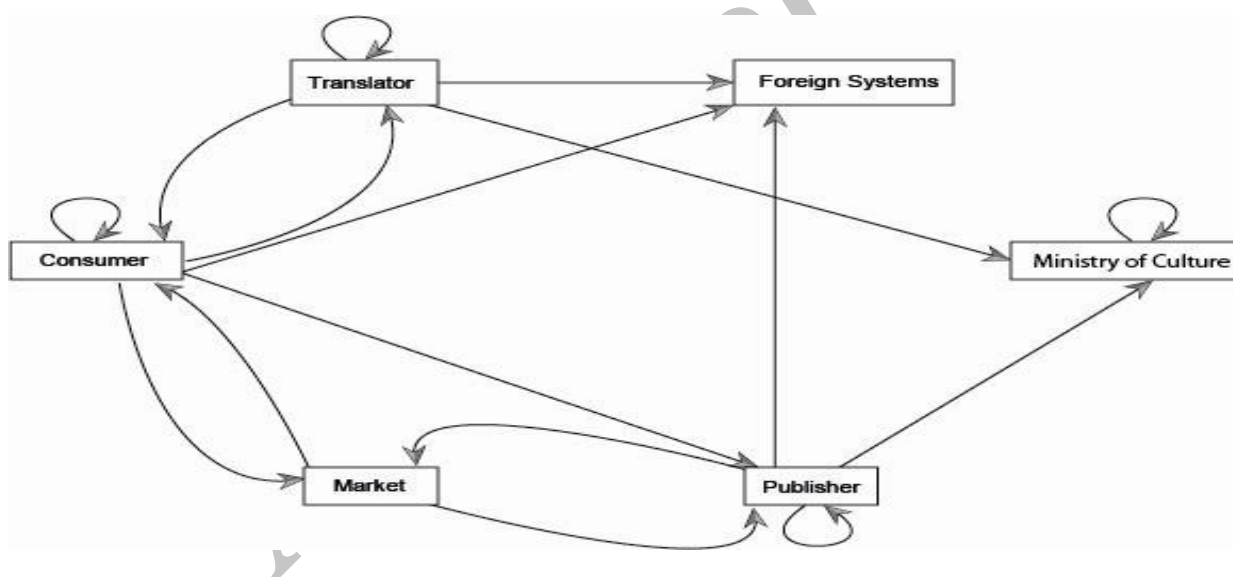 Translator
Foreign Systems
Consumer
Ministry of Culture
Market
Publisher